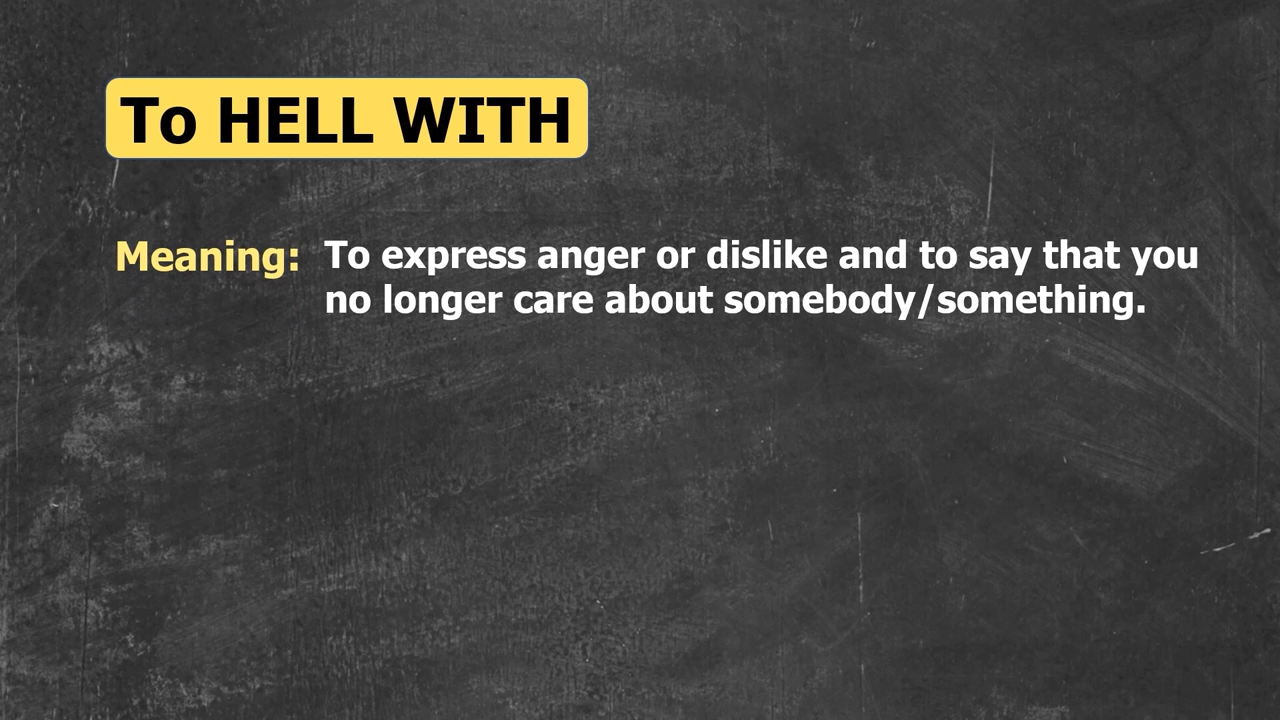 To HELL WITH
Meaning: To express anger or dislike and to say that you
no longer care about somebody/something.